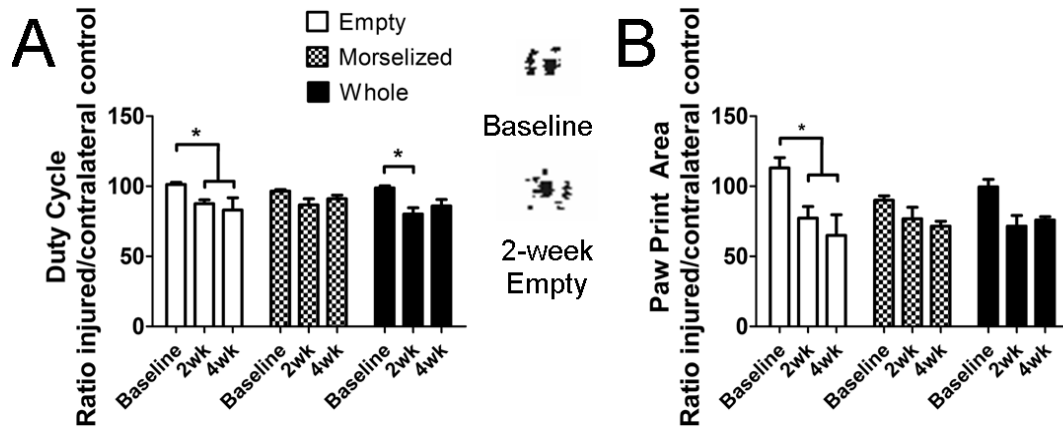 A
Empty
Morselized
Whole
Duty Cycle
Ratio injured/contralateral control
150
100
50
0
*
*
Baseline
2wk
4wk
Baseline
2wk
4wk
Baseline
2wk
4wk
Baseline
2-week
Empty
B
Paw Print Area
Ratio injured/contralateral control
150
100
50
0
*
Baseline
2wk
4wk
Baseline
2wk
4wk
Baseline
2wk
4wk